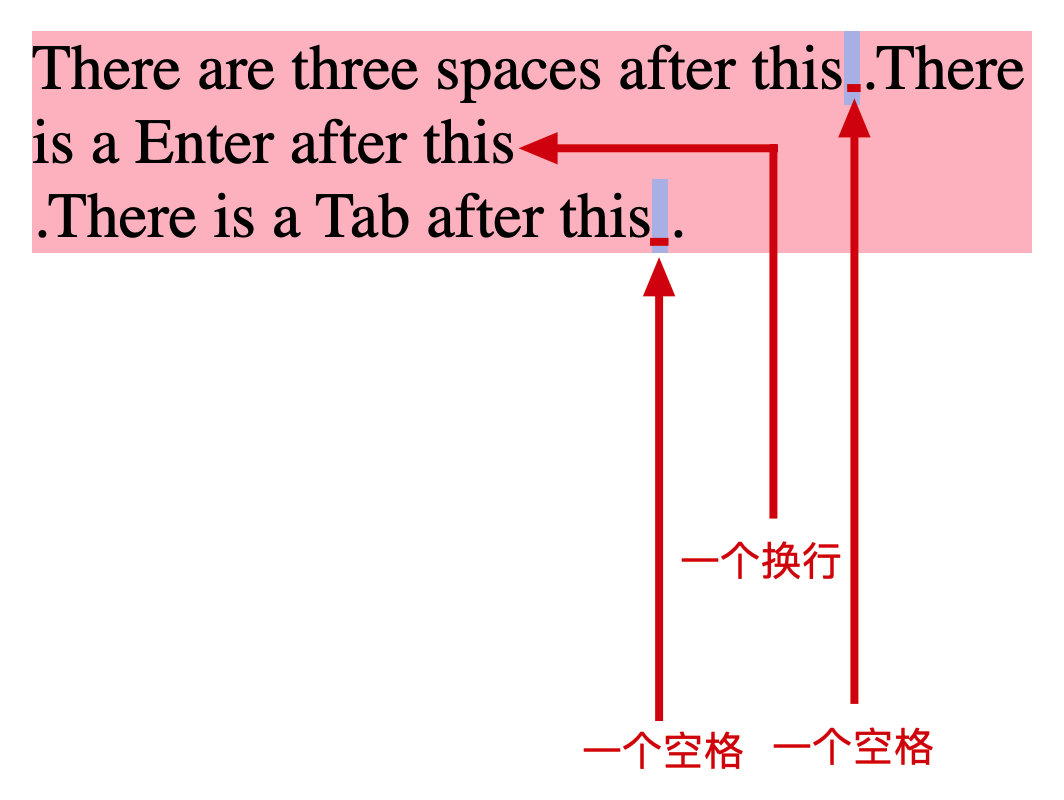 There are three spaces after this .There
is a Enter after this
.There is a Tab after this .
一个换行
一个空格 一个空格